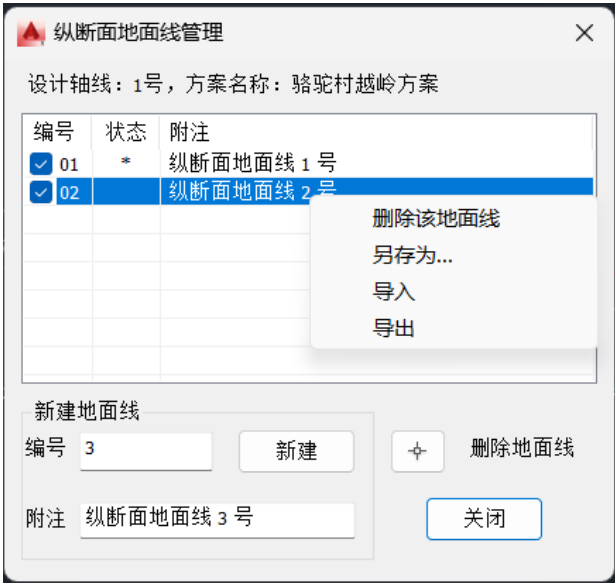 纵断面地面线管理
设计轴线：1号，方案名称：骆驼村越岭方案
编号 状态 附注
01 * 纵断面地面线 1 号
02 纵断面地面线 2 号
删除该地面线
另存为...
导入
导出
新建地面线
编号 3 新建 删除地面线
附注 纵断面地面线 3 号 关闭